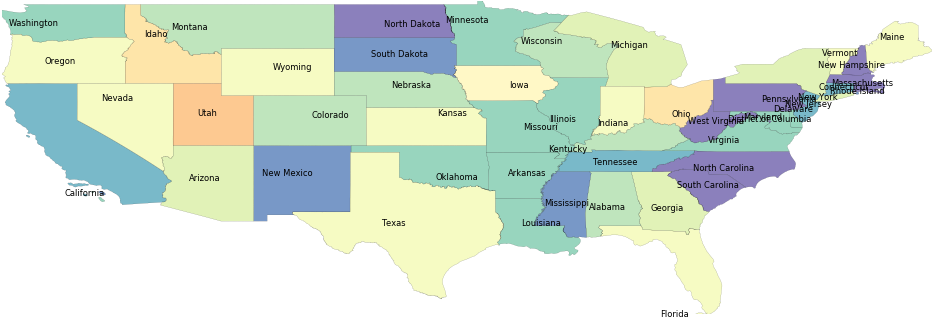 Washington
Montana
North Dakota
Minnesota
Idaho
Wisconsin
Michigan
Maine
Oregon
Wyoming
South Dakota
Vermont
New Hampshire
Nevada
Nebraska
Iowa
Massachusetts
Connecticut
Rhode Island
New York
Pennsylvania
New Jersey
Utah
Colorado
Kansas
Missouri
Illinois
Indiana
Ohio
West Virginia
Delaware
Maryland
District of Columbia
Virginia
Kentucky
Tennessee
North Carolina
South Carolina
California
Arizona
New Mexico
Oklahoma
Arkansas
Mississippi
Alabama
Georgia
Texas
Louisiana
Florida